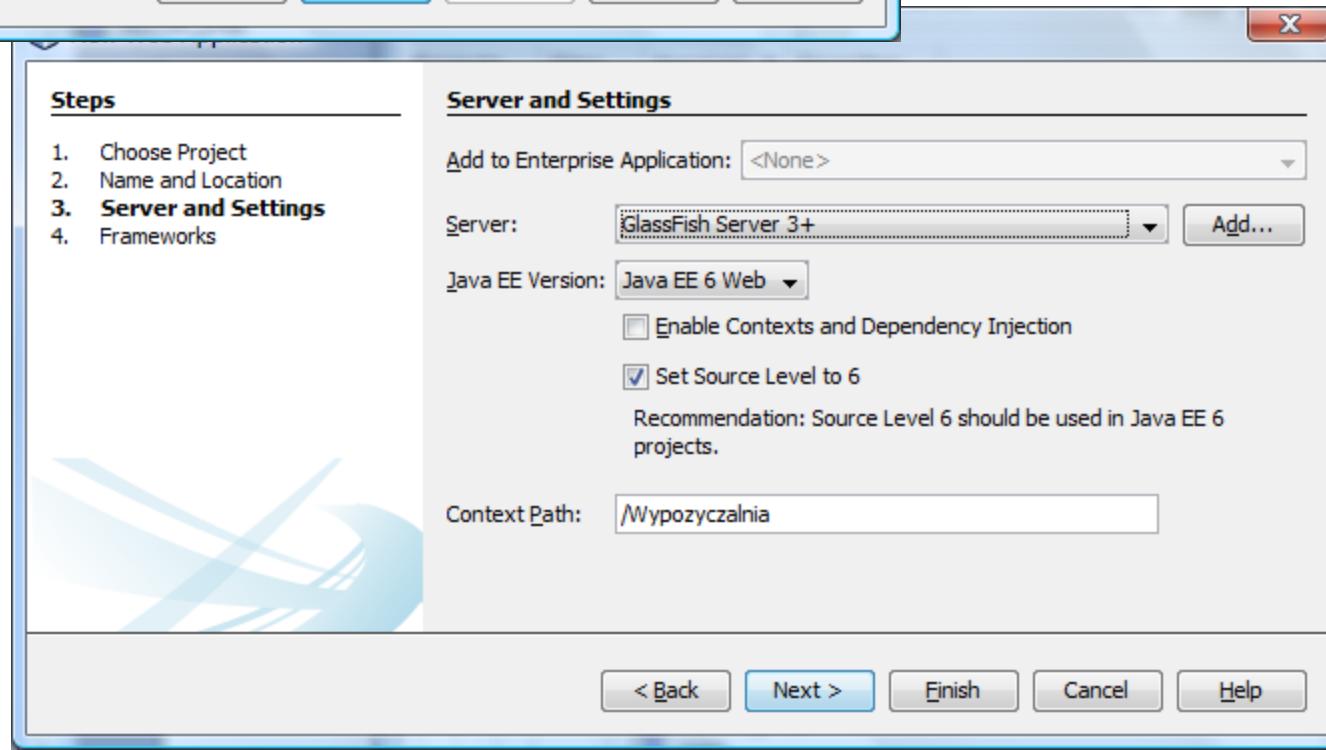 Steps
1. Choose Project
2. Name and Location
3. Server and Settings
4. Frameworks
Server and Settings
Add to Enterprise Application: <None>
Server: GlassFish Server 3+ Add...
Java EE Version: Java EE 6 Web
Enable Contexts and Dependency Injection
Set Source Level to 6
Recommendation: Source Level 6 should be used in Java EE 6
projects.
Context Path: /Wypozyczalnia
< Back Next > Finish Cancel Help